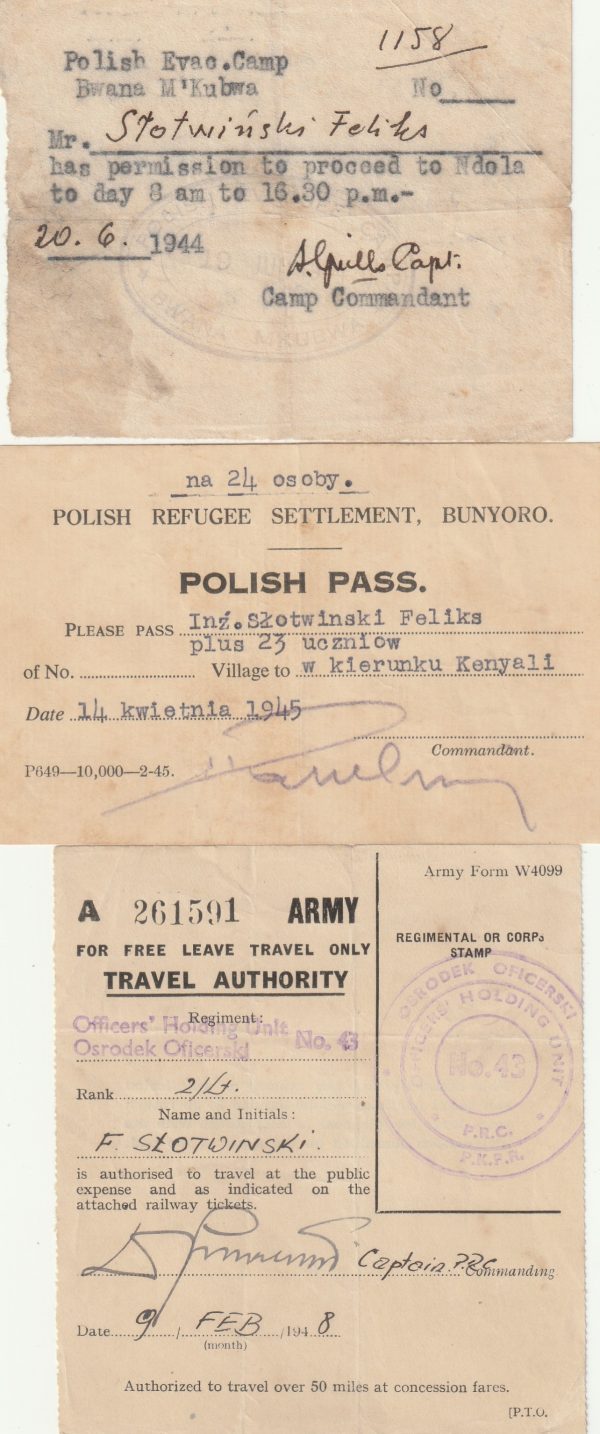 1158
Polish Evac.Camp
Bwana M'Kubwa No
Mr. Słotwiński Feliks
has permission to proceed to Ndola
to day 8 am to 16.30 p.m.-
20. 6. 1944
Capt.
Camp Commandant
na 24 osoby.
POLISH REFUGEE SETTLEMENT, BUNYORO.
POLISH PASS.
PLEASE PASS Inż.Słotwinski Feliks
plus 23 uczniów
of No. Village to w kierunku Kenyali
Date 14 kwietnia 1945
Commandant.
P649—10,000—2-45.
Army Form W4099
A 261591 ARMY
FOR FREE LEAVE TRAVEL ONLY
TRAVEL AUTHORITY
REGIMENTAL OR CORPS
STAMP
OSRODEK OFICERSKI
OFFICERS' HOLDING UNIT
No.43
P.R.C.
P.K.P.R.
Regiment:
Officers' Holding Unit No. 43
Osrodek Oficerski
Rank 2/Lt.
Name and Initials:
F. SŁOTWINSKI.
is authorised to travel at the public
expense and as indicated on the
attached railway tickets.
Captain P.R.C. Commanding
Date 9 / FEB /1948
(month)
Authorized to travel over 50 miles at concession fares.
[P.T.O.